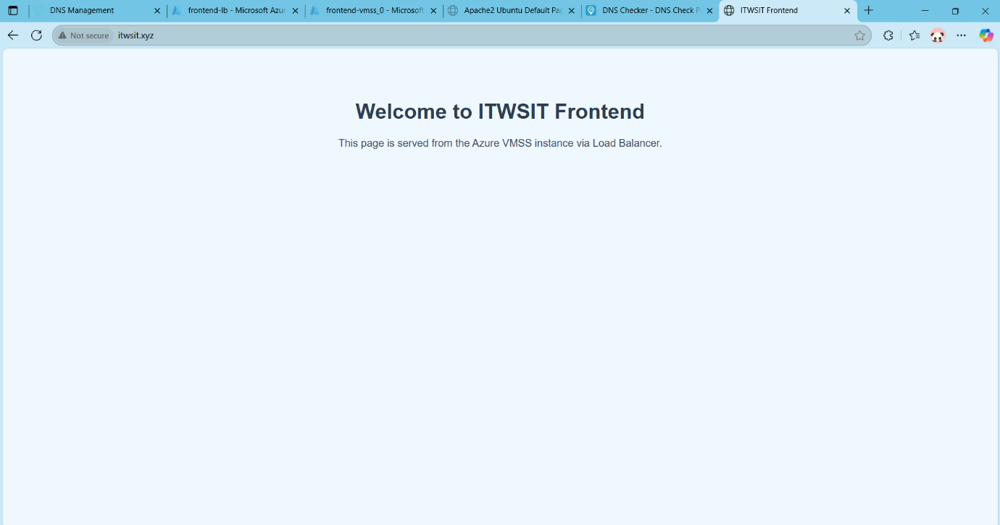 DNS Management
frontend-lb - Microsoft Azur
frontend-vmss_0 - Microsoft
Apache2 Ubuntu Default Pag
DNS Checker - DNS Check P
ITWSIT Frontend
Not secure
itwsit.xyz
Welcome to ITWSIT Frontend
This page is served from the Azure VMSS instance via Load Balancer.